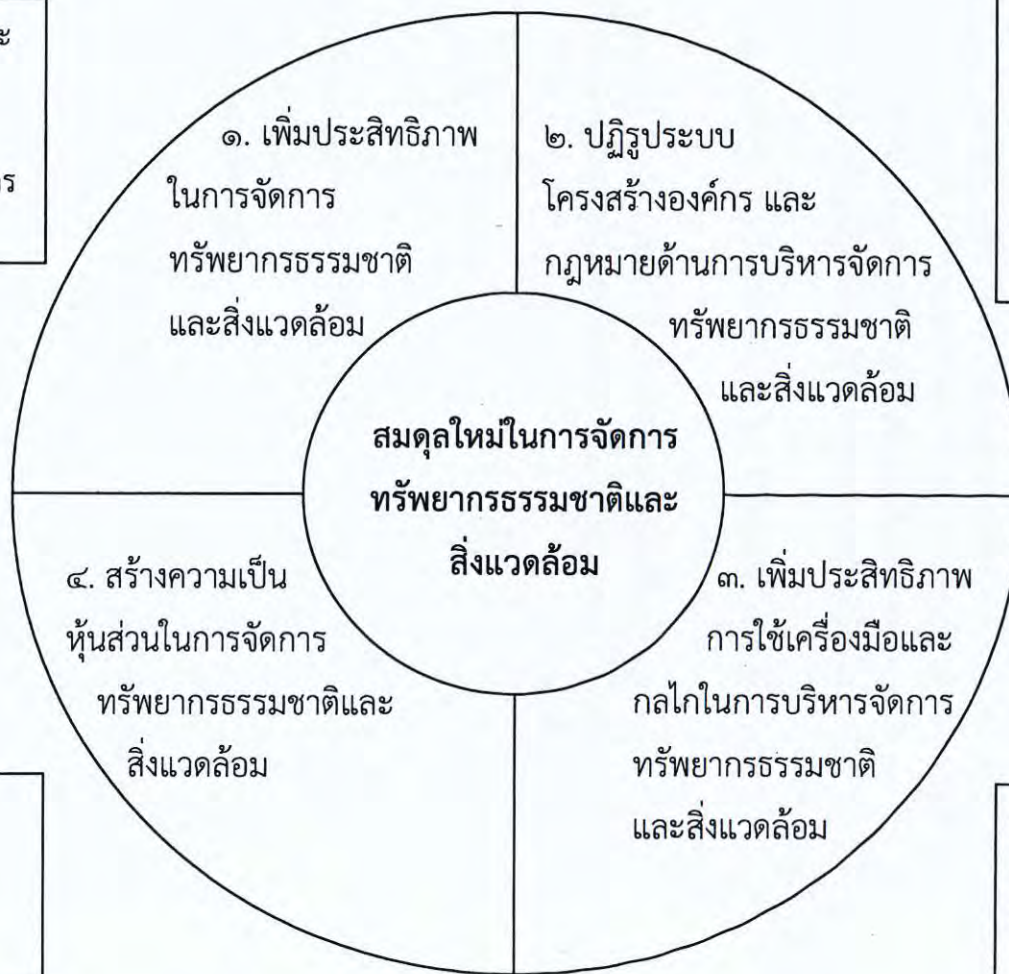 ะ
ร
๑. เพิ่มประสิทธิภาพ
ในการจัดการ
ทรัพยากรธรรมชาติ
และสิ่งแวดล้อม
๒. ปฏิรูประบบ
โครงสร้างองค์กร และ
กฎหมายด้านการบริหารจัดการ
ทรัพยากรธรรมชาติ
และสิ่งแวดล้อม
สมดุลใหม่ในการจัดการ
ทรัพยากรธรรมชาติและ
สิ่งแวดล้อม
๓. เพิ่มประสิทธิภาพ
การใช้เครื่องมือและ
กลไกในการบริหารจัดการ
ทรัพยากรธรรมชาติ
และสิ่งแวดล้อม
๔. สร้างความเป็น
หุ้นส่วนในการจัดการ
ทรัพยากรธรรมชาติและ
สิ่งแวดล้อม